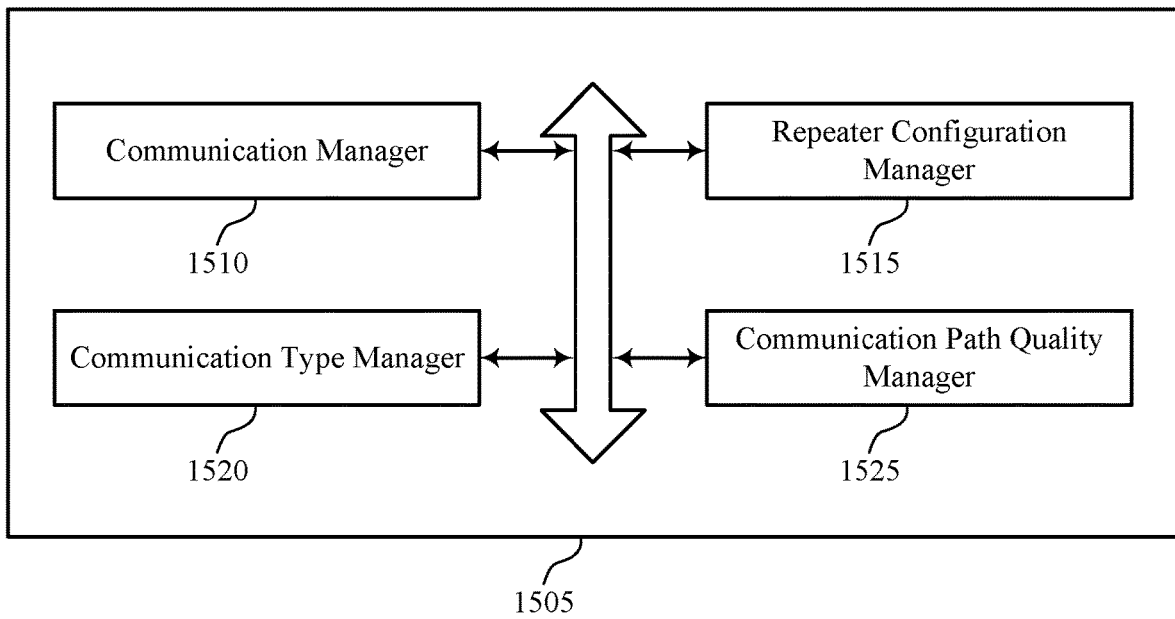 Communication Manager
1510
Repeater Configuration
Manager
1515
Communication Type Manager
1520
Communication Path Quality
Manager
1525
1505